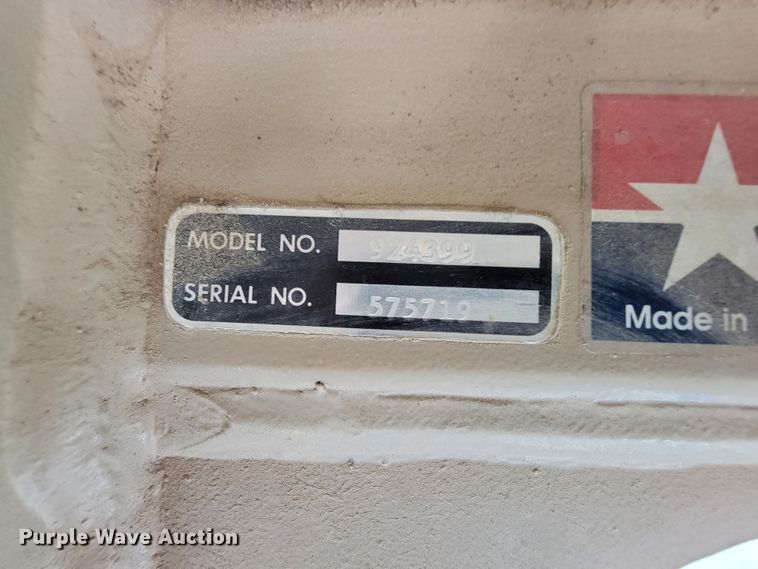 MODEL NO. 924399
SERIAL NO. 575719
Made in
Purple Wave Auction